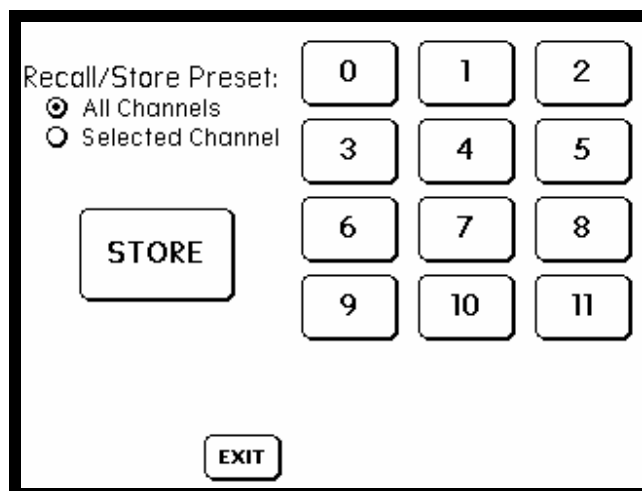 Recall/Store Preset:
All Channels
Selected Channel
STORE
0 1 2
3 4 5
6 7 8
9 10 11
EXIT